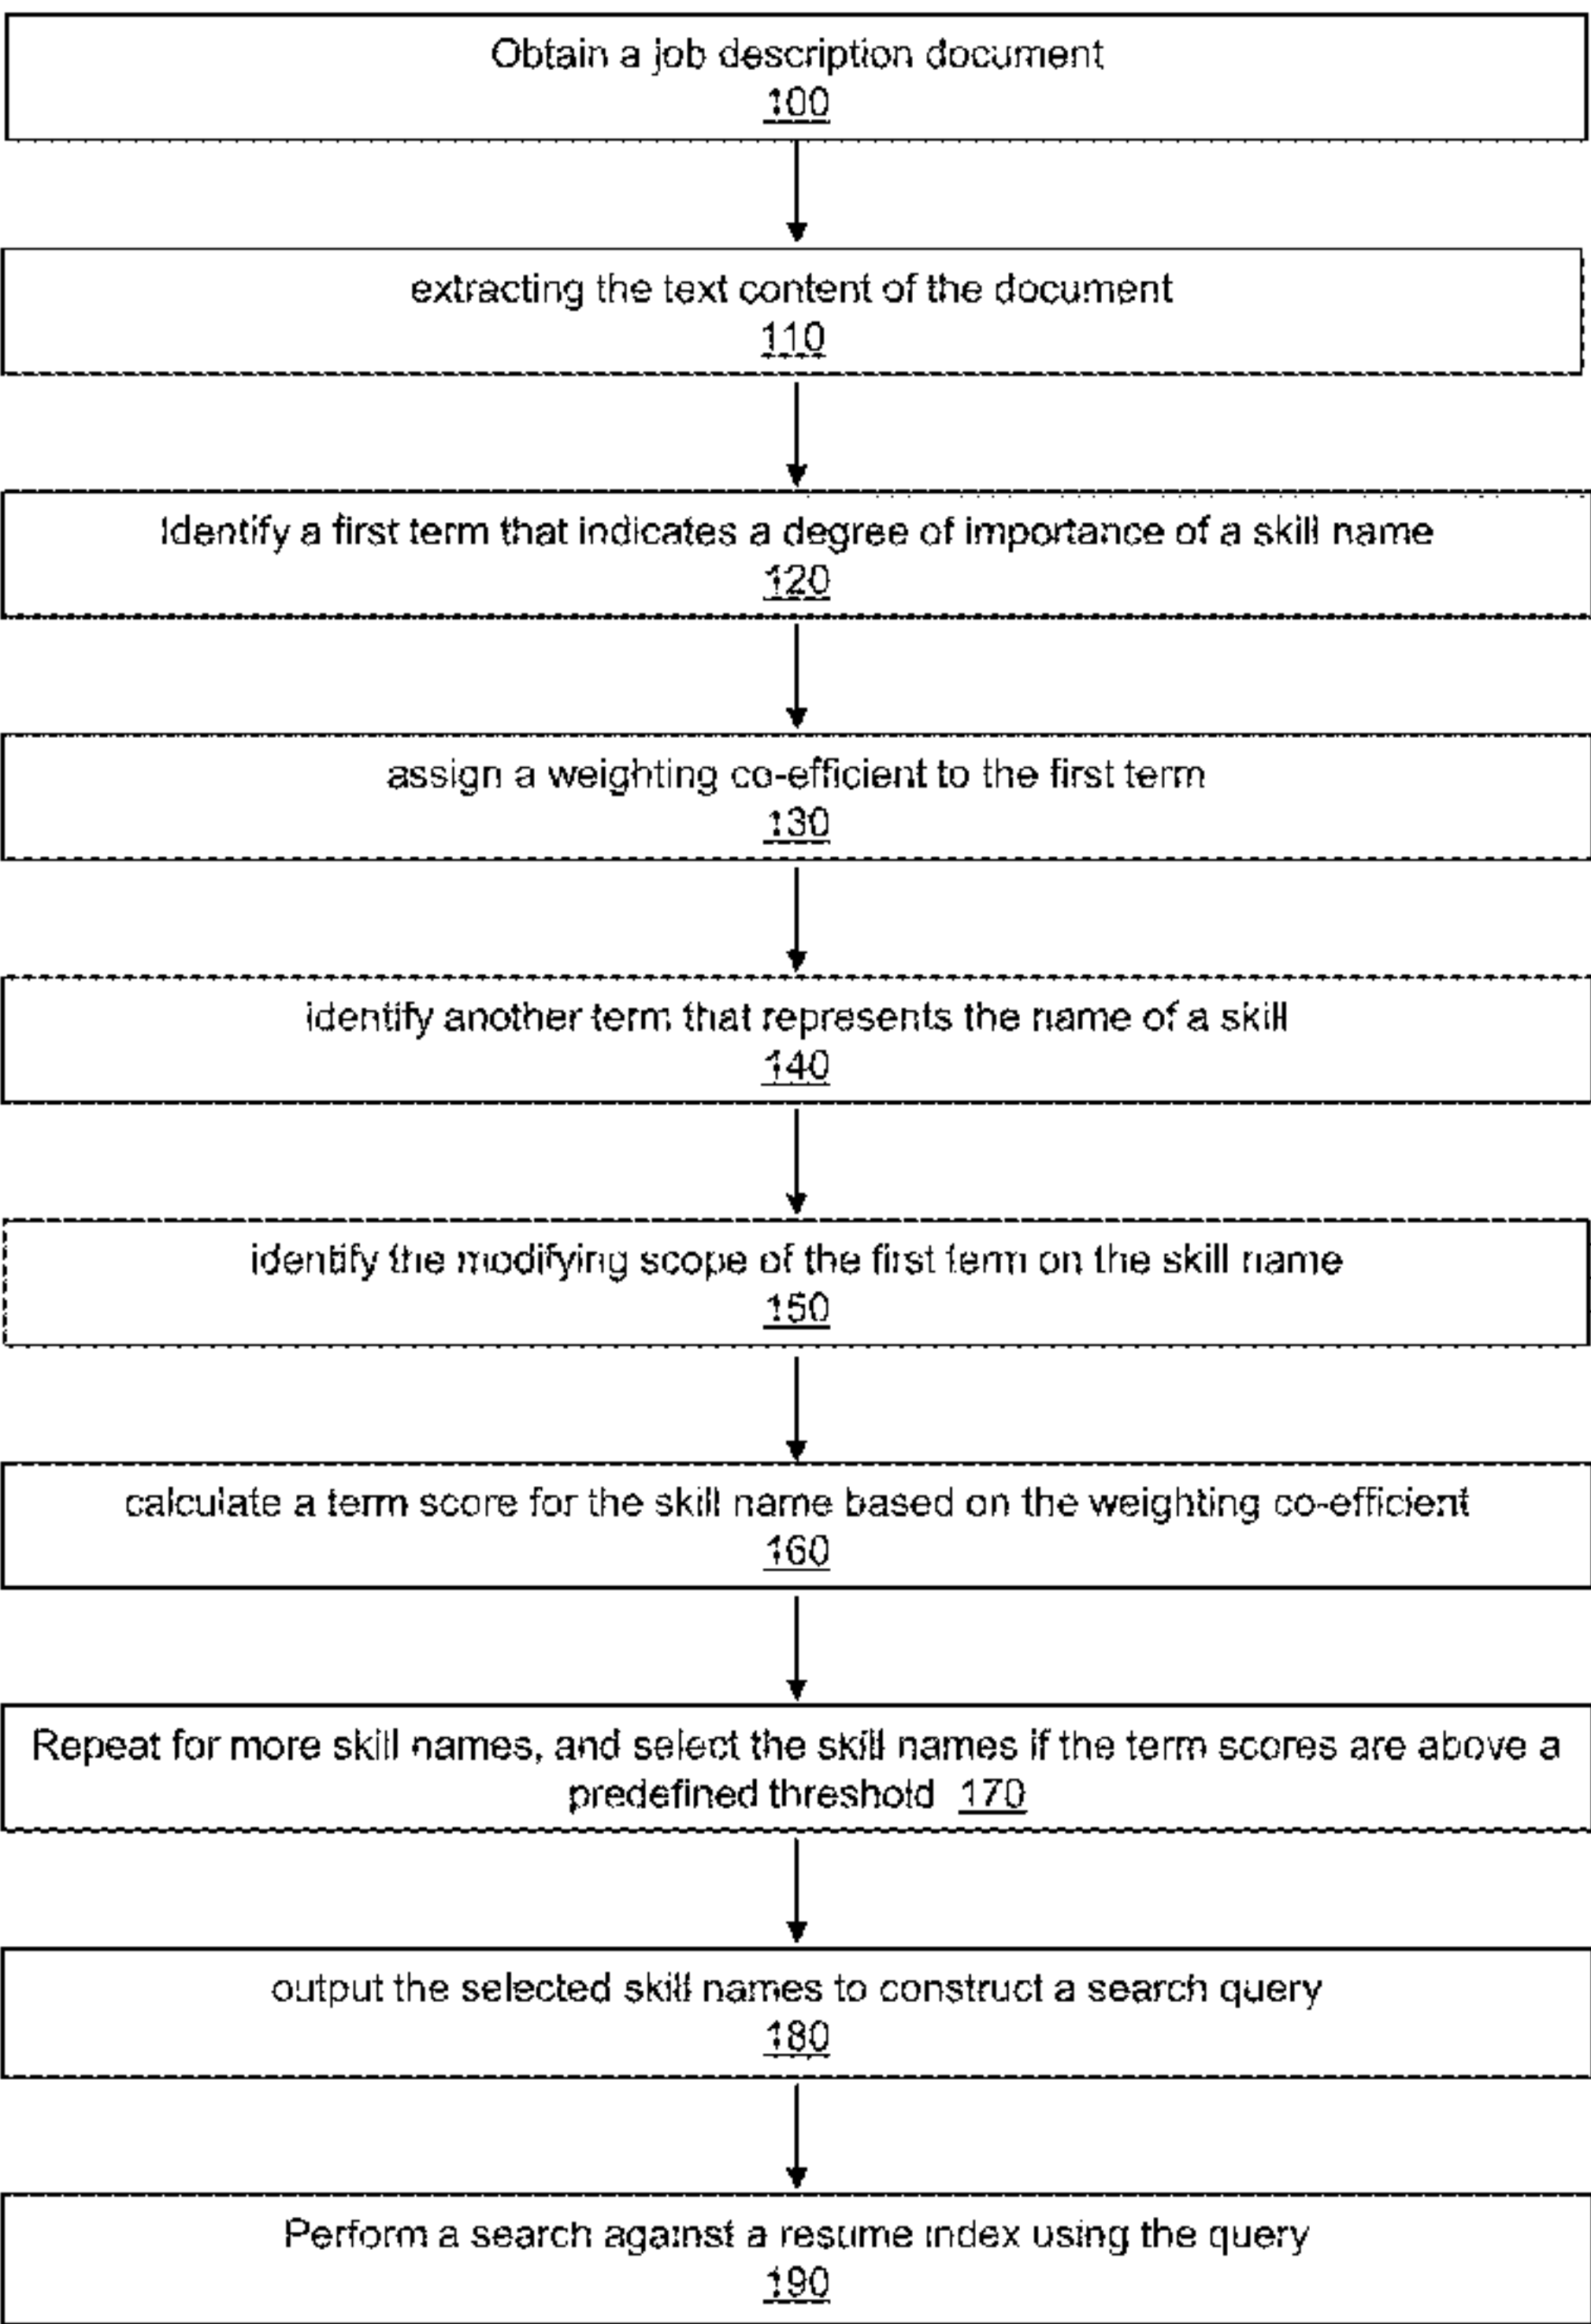 Obtain a job description document
100
extracting the text content of the document
110
Identify a first term that indicates a degree of importance of a skill name
120
assign a weighting co-efficient to the first term
130
identify another term that represents the name of a skill
140
identify the modifying scope of the first term on the skill name
150
calculate a term score for the skill name based on the weighting co-efficient
160
Repeat for more skill names, and select the skill names if the term scores are above a
predefined threshold 170
output the selected skill names to construct a search query
180
Perform a search against a resume index using the query
190